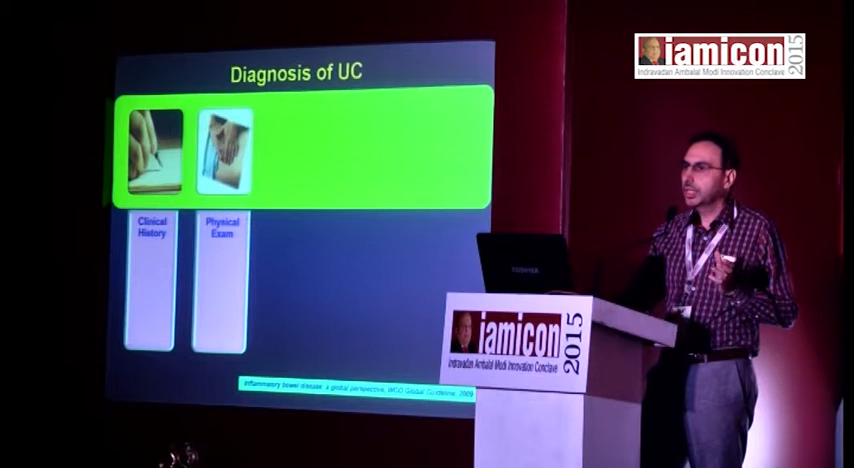 iamicon
2015
Indravadan Ambalal Modi Innovation Conclave
Diagnosis of UC
Clinical
History
Physical
Exam
Inflammatory bowel disease: a global perspective, WGO Global Guideline, 2009
TOSHIBA
iamicon
2015
Indravadan Ambalal Modi Innovation Conclave